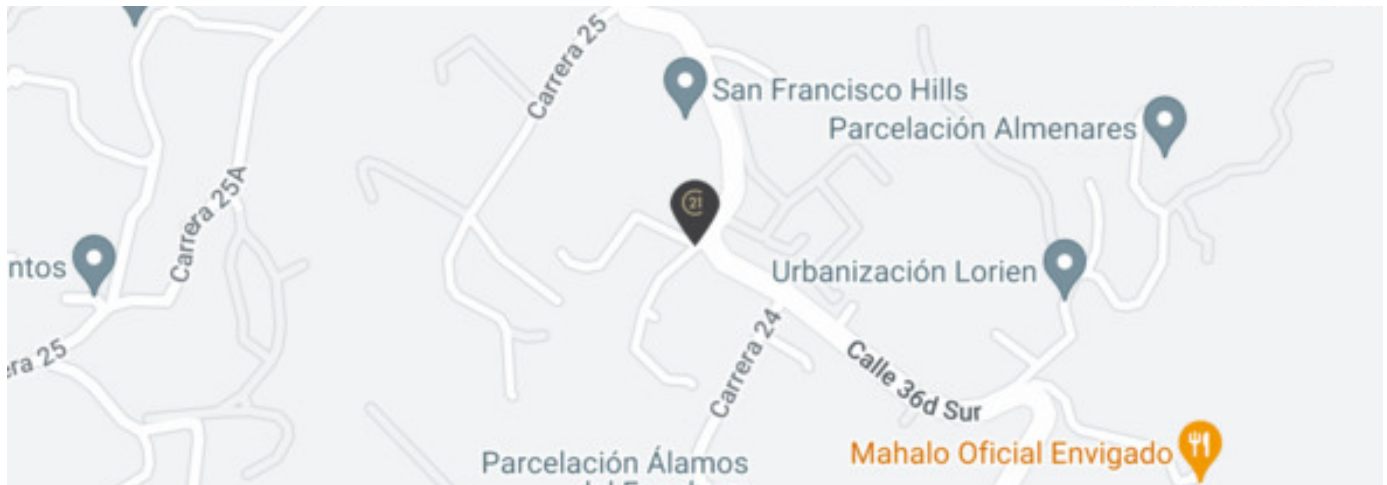 Carrera 25
San Francisco Hills
Parcelación Almenares
Carrera 25A
21
ntos
Urbanización Lorien
Carrera 24
Calle 36d Sur
era 25
Mahalo Oficial Envigado
Parcelación Álamos